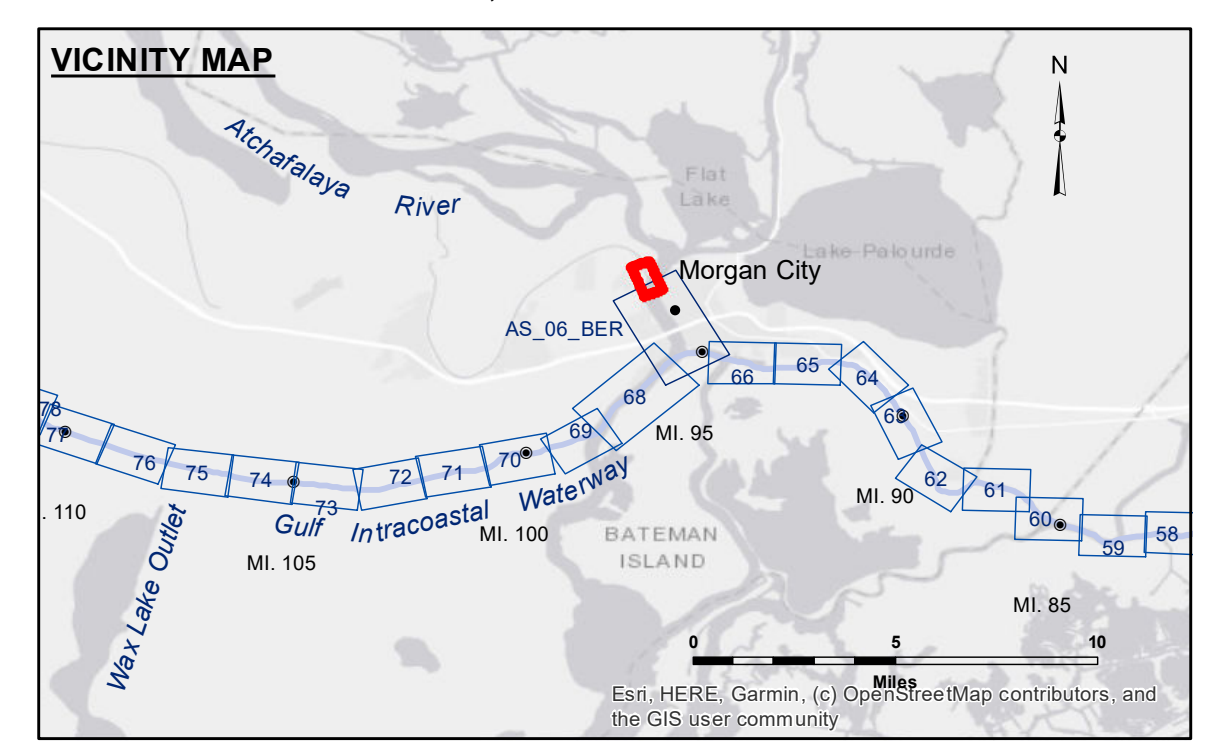 VICINITY MAP
N
Atchafalaya
River
Flat
Lake
Lake Palourde
Morgan City
AS_06_BER
66
65
64
63
62
61
60
59
58
68
69
70
71
72
73
74
75
76
77
78
MI. 95
MI. 90
MI. 85
MI. 100
MI. 105
. 110
Gulf Intracoastal Waterway
Wax Lake Outlet
BATEMAN
ISLAND
0 5 10
Miles
Esri, HERE, Garmin, (c) OpenStreetMap contributors, and
the GIS user community